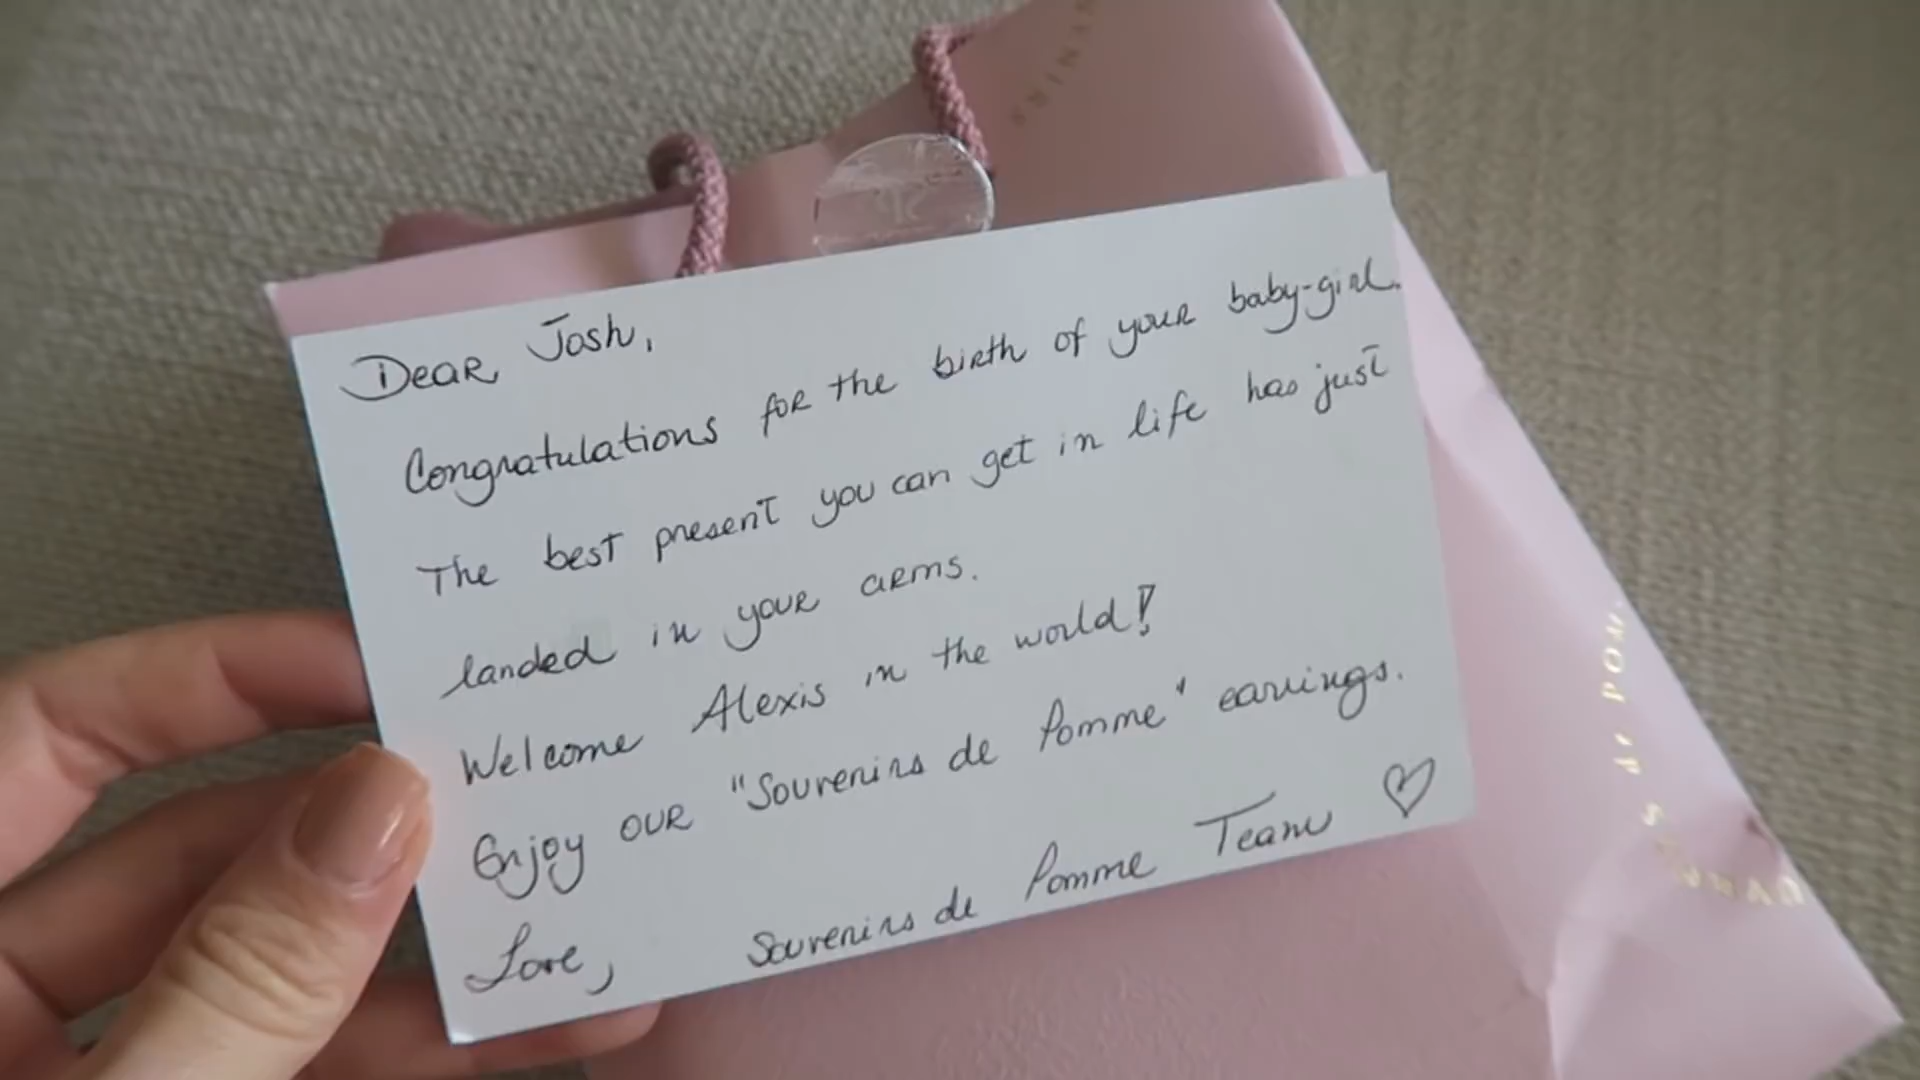 Dear Josh,
Congratulations for the birth of your baby-girl.
The best present you can get in life has just
landed in your arms.
Welcome Alexis in the world!
Enjoy our "Souvenirs de Pomme" earrings.
Love, Souvenirs de Pomme Team ♡